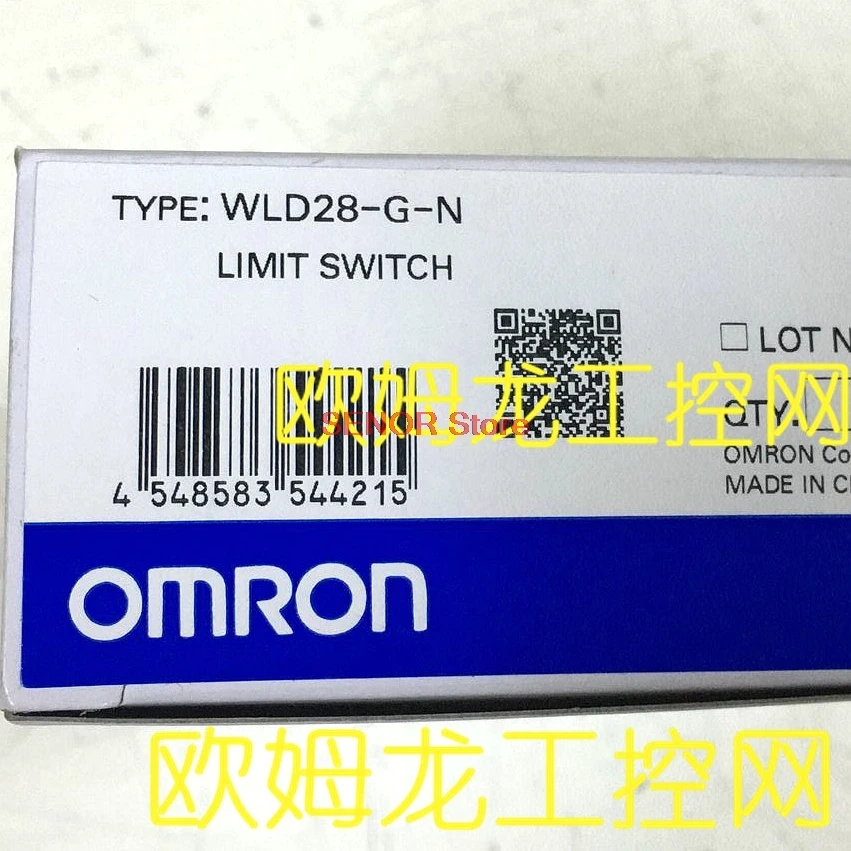 TYPE: WLD28-G-N
LIMIT SWITCH
LOT N
欧姆龙工控网
SENOR Store
QTY:
OMRON Co
MADE IN C
4 548583 544215
OMRON
欧姆龙工控网